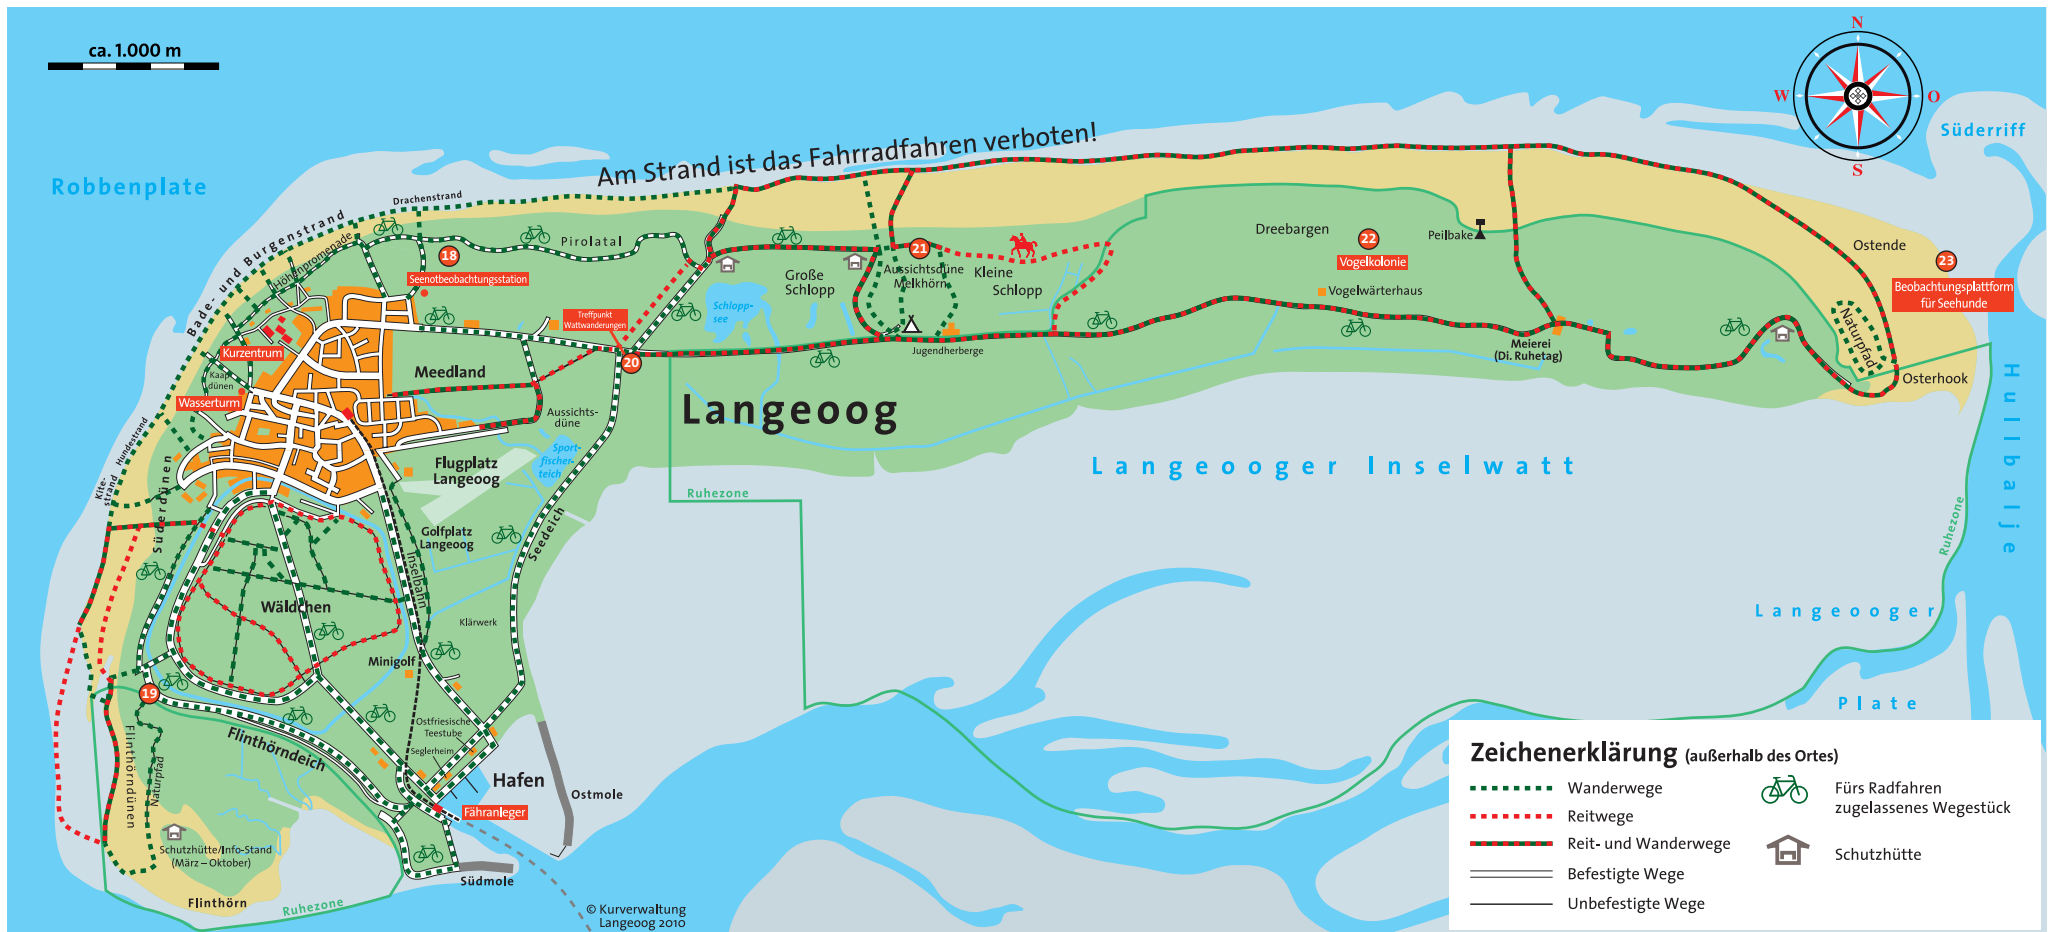 ca. 1.000 m
N
W
O
S
Süderriff
Robbenplate
Am Strand ist das Fahrradfahren verboten!
Drachenstrand
Bade- und Burgenstrand
Höhenpromenade
Pirolatal
18
Seenotbeobachtungsstation
Treffpunkt
Wattwanderungen
20
Schlopp-
see
Große
Schlopp
21
Aussichtsdüne
Melkhörn
Kleine
Schlopp
Jugendherberge
Dreebargen
22
Vogelkolonie
Vogelwärterhaus
Peilbake
Meierei
(Di. Ruhetag)
Ostende
23
Beobachtungsplattform
für Seehunde
Naturpfad
Osterhook
Hullbalje
Kurzentrum
Kaap-
dünen
Wasserturm
Meedland
Aussichts-
düne
Langeoog
Sport-
fischer-
teich
Flugplatz
Langeoog
Golfplatz
Langeoog
Seedeich
Inselbahn
Hundestrand
Kite-
strand
Süderdünen
Wäldchen
Klärwerk
Minigolf
19
Flinthörndünen
Naturpfad
Flinthörndeich
Ostfriesische
Teestube
Seglerheim
Hafen
Ostmole
Fähranleger
Südmole
Schutzhütte/Info-Stand
(März – Oktober)
Flinthörn
Ruhezone
Ruhezone
Ruhezone
Langeooger Inselwatt
Langeooger
Plate
© Kurverwaltung
Langeoog 2010
Zeichenerklärung (außerhalb des Ortes)
Wanderwege
Reitwege
Reit- und Wanderwege
Befestigte Wege
Unbefestigte Wege
Fürs Radfahren
zugelassenes Wegestück
Schutzhütte